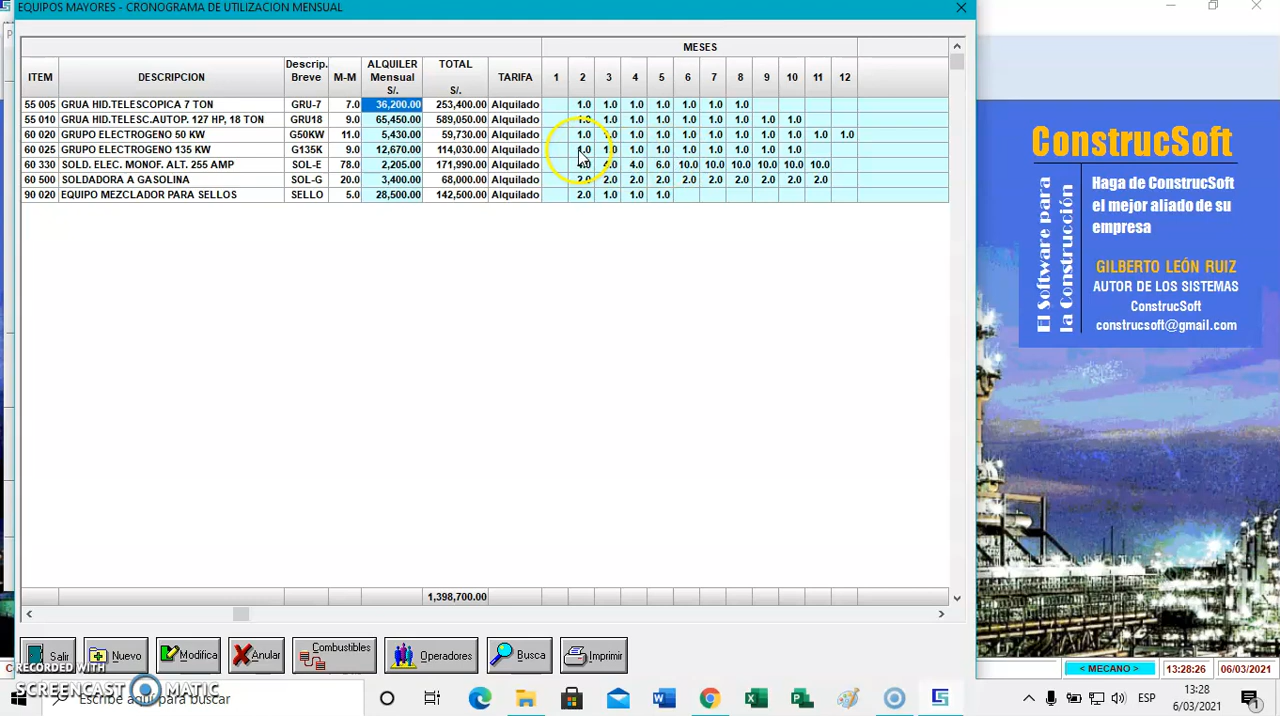 EQUIPOS MAYORES - CRONOGRAMA DE UTILIZACION MENSUAL
MESES
ITEM DESCRIPCION Descrip. Breve M-M ALQUILER Mensual S/. TOTAL S/. TARIFA 1 2 3 4 5 6 7 8 9 10 11 12
55 005 GRUA HID.TELESCOPICA 7 TON GRU-7 7.0 36,200.00 253,400.00 Alquilado 1.0 1.0 1.0 1.0 1.0 1.0 1.0
55 010 GRUA HID.TELESC.AUTOP. 127 HP, 18 TON GRU18 9.0 65,450.00 589,050.00 Alquilado 1.0 1.0 1.0 1.0 1.0 1.0 1.0 1.0 1.0
60 020 GRUPO ELECTROGENO 50 KW G50KW 11.0 5,430.00 59,730.00 Alquilado 1.0 1.0 1.0 1.0 1.0 1.0 1.0 1.0 1.0 1.0 1.0
60 025 GRUPO ELECTROGENO 135 KW G135K 9.0 12,670.00 114,030.00 Alquilado 1.0 1.0 1.0 1.0 1.0 1.0 1.0 1.0
60 330 SOLD. ELEC. MONOF. ALT. 255 AMP SOL-E 78.0 2,205.00 171,990.00 Alquilado 4.0 4.0 6.0 10.0 10.0 10.0 10.0 10.0 10.0
60 500 SOLDADORA A GASOLINA SOL-G 20.0 3,400.00 68,000.00 Alquilado 2.0 2.0 2.0 2.0 2.0 2.0 2.0 2.0 2.0 2.0
90 020 EQUIPO MEZCLADOR PARA SELLOS SELLO 5.0 28,500.00 142,500.00 Alquilado 2.0 1.0 1.0 1.0
1,398,700.00
Salir Nuevo Modifica Anular Combustibles Operadores Busca Imprimir
ConstrucSoft
El Software para
la Construcción
Haga de ConstrucSoft
el mejor aliado de su
empresa
GILBERTO LEÓN RUIZ
AUTOR DE LOS SISTEMAS
ConstrucSoft
construcsoft@gmail.com
< MECANO > 13:28:26 06/03/2021
RECORDED WITH
SCREENCAST MATIC
Escribe aquí para buscar
ESP
13:28
6/03/2021
1